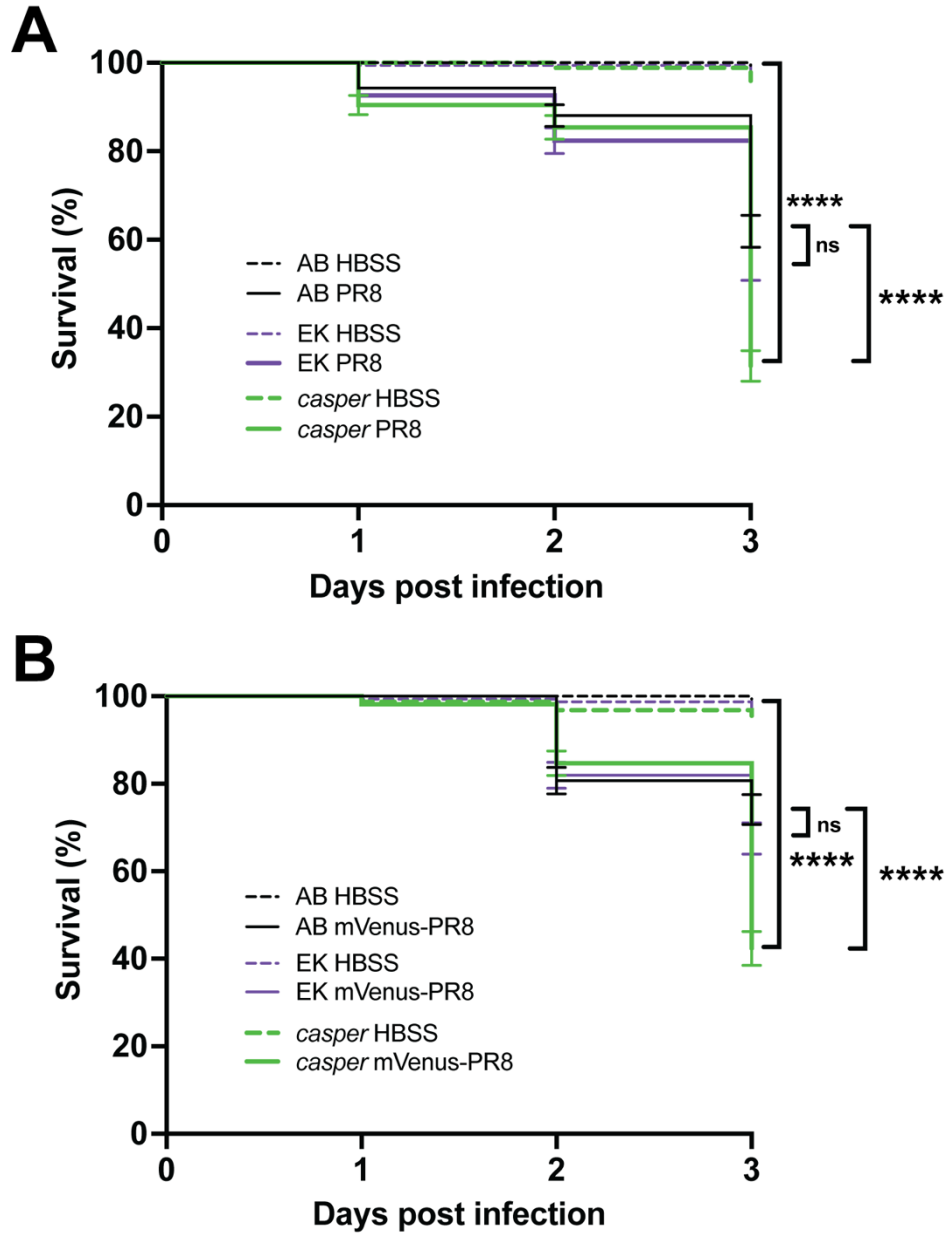 A
Survival (%)
100
80
60
40
20
0
0 1 2 3
Days post infection
AB HBSS
AB PR8
EK HBSS
EK PR8
casper HBSS
casper PR8
****
ns
****
B
Survival (%)
100
80
60
40
20
0
0 1 2 3
Days post infection
AB HBSS
AB mVenus-PR8
EK HBSS
EK mVenus-PR8
casper HBSS
casper mVenus-PR8
ns
****
****